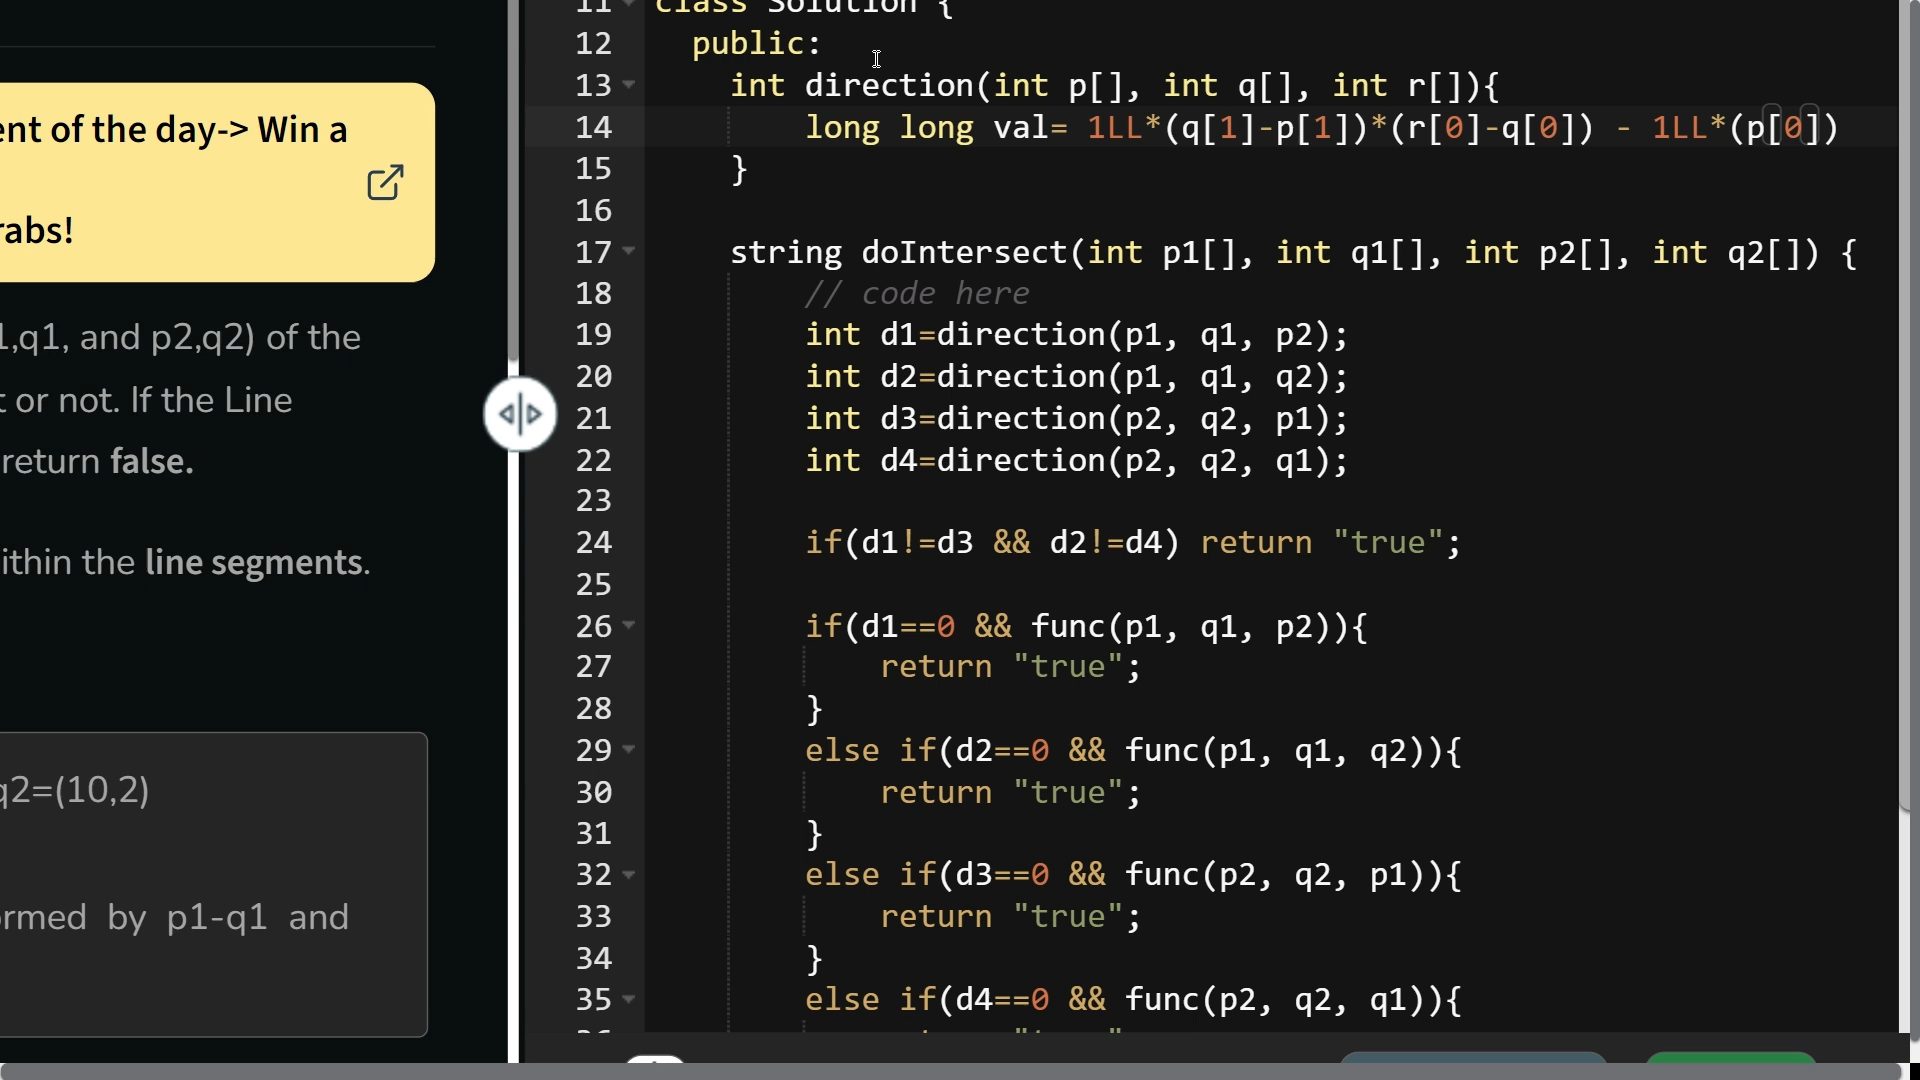 ent of the day-> Win a
rabs!
1,q1, and p2,q2) of the
t or not. If the Line
return false.
ithin the line segments.
q2=(10,2)
ormed by p1-q1 and
11 class Solution {
12 public:
13 int direction(int p[], int q[], int r[]){
14 long long val= 1LL*(q[1]-p[1])*(r[0]-q[0]) - 1LL*(p[0])
15 }
16
17 string doIntersect(int p1[], int q1[], int p2[], int q2[]) {
18 // code here
19 int d1=direction(p1, q1, p2);
20 int d2=direction(p1, q1, q2);
21 int d3=direction(p2, q2, p1);
22 int d4=direction(p2, q2, q1);
23
24 if(d1!=d3 && d2!=d4) return "true";
25
26 if(d1==0 && func(p1, q1, p2)){
27 return "true";
28 }
29 else if(d2==0 && func(p1, q1, q2)){
30 return "true";
31 }
32 else if(d3==0 && func(p2, q2, p1)){
33 return "true";
34 }
35 else if(d4==0 && func(p2, q2, q1)){